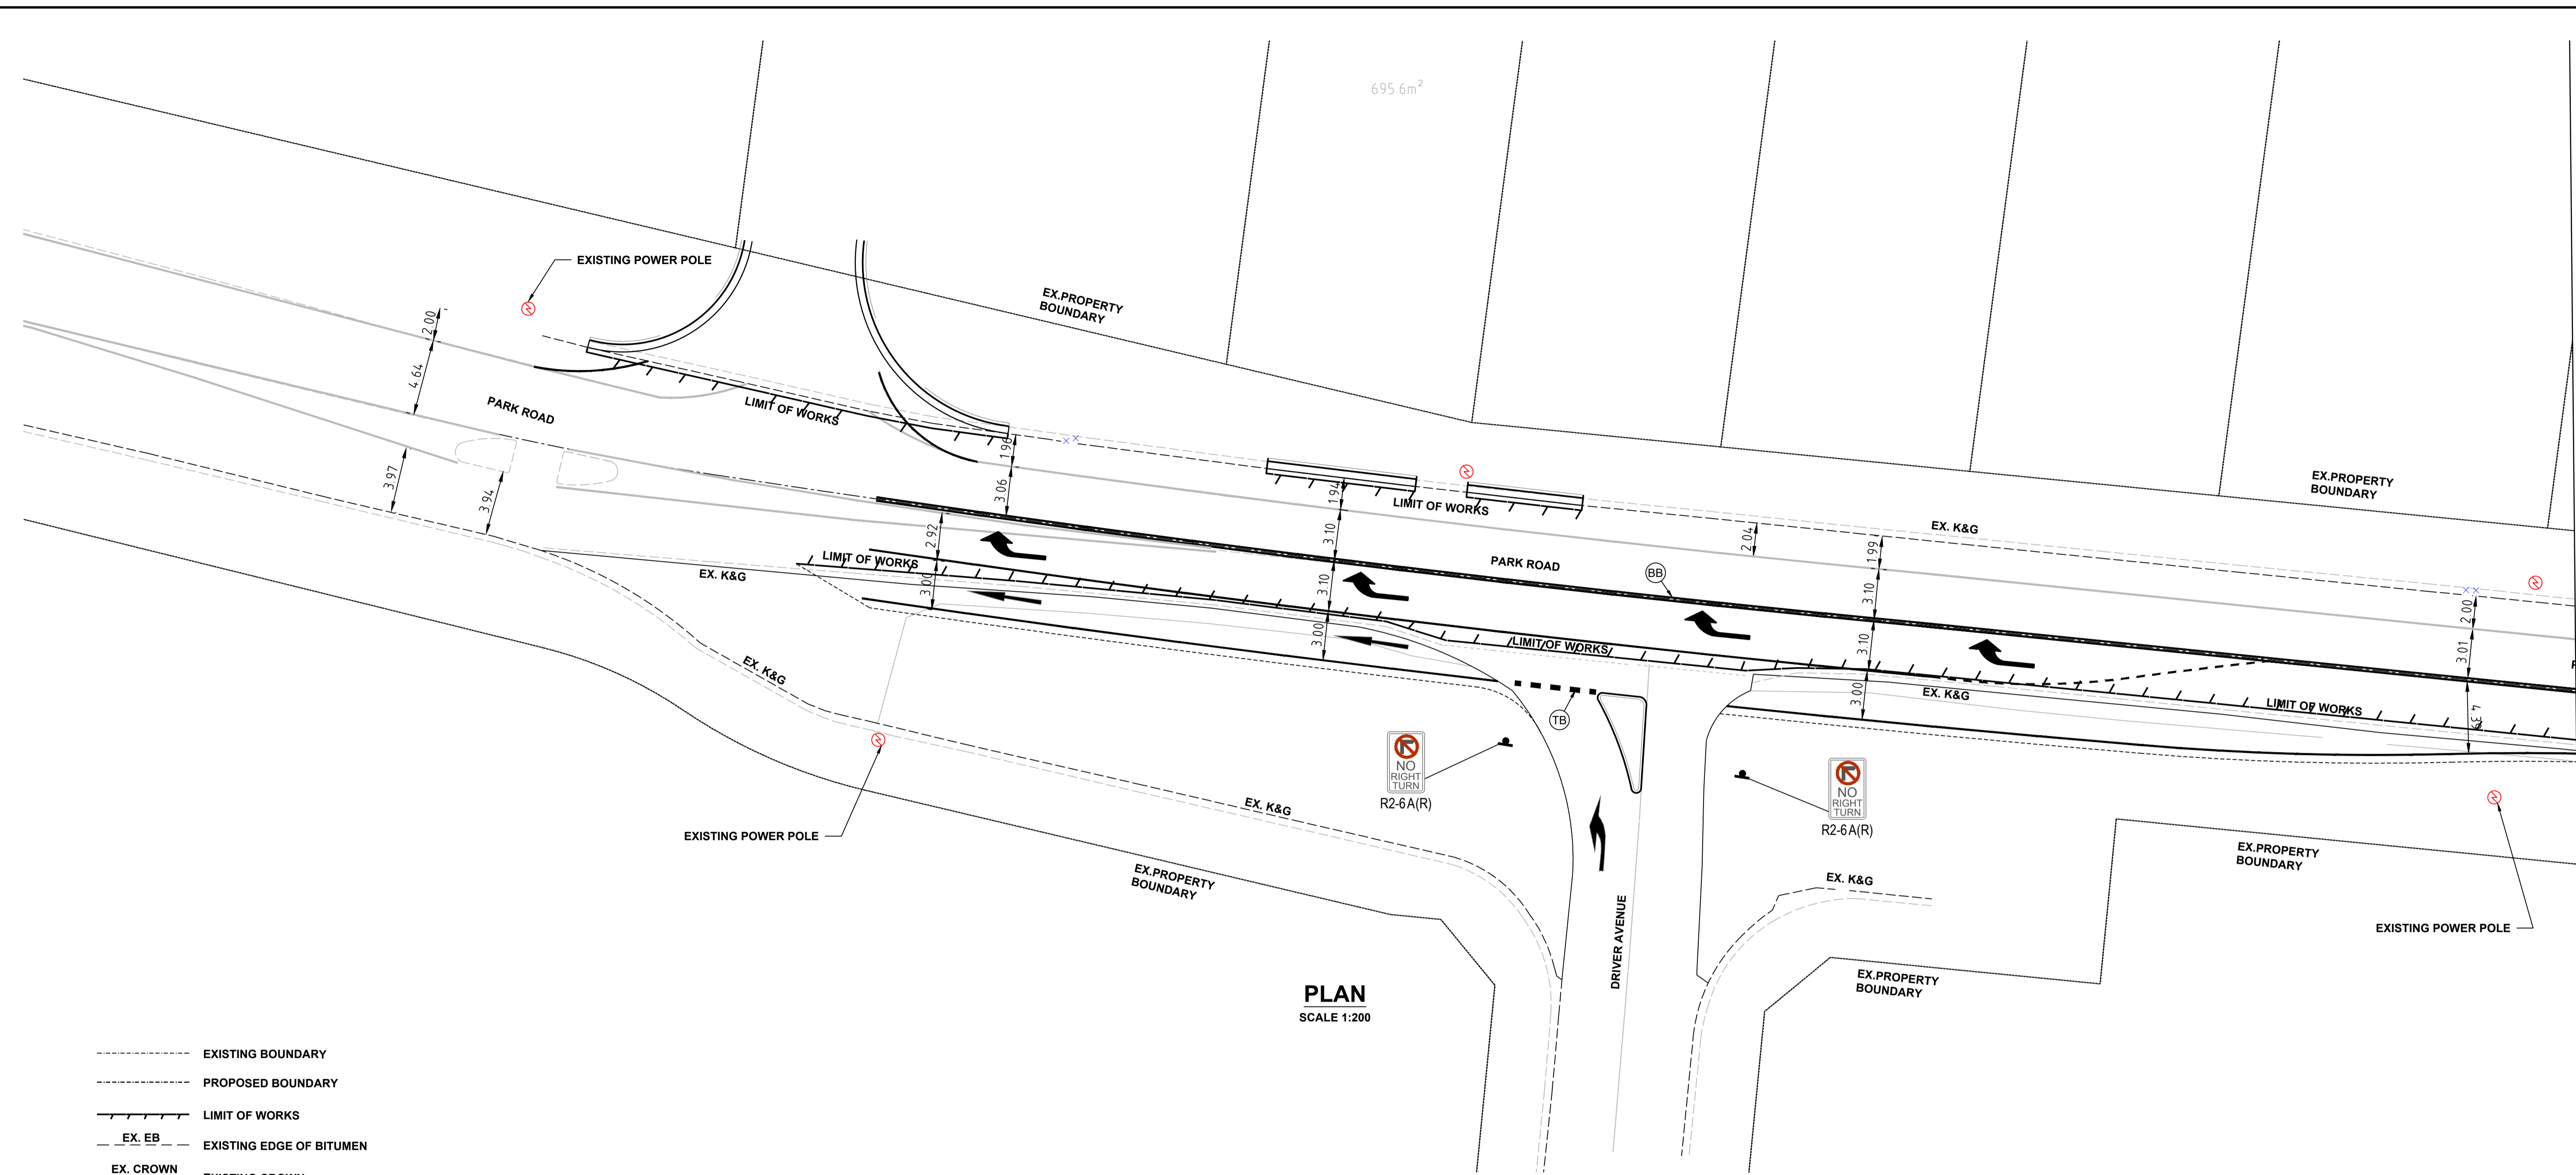 695.6m²
EXISTING POWER POLE
EX.PROPERTY
BOUNDARY
2.00
4.64
PARK ROAD
LIMIT OF WORKS
3.97
3.94
1.96
3.06
2.92
3.00
LIMIT OF WORKS
EX. K&G
1.94
3.10
3.10
3.00
LIMIT OF WORKS
PARK ROAD
BB
2.04
1.99
3.10
3.10
3.00
EX. K&G
EX.PROPERTY
BOUNDARY
2.00
3.01
4.39
LIMIT OF WORKS
EX. K&G
LIMIT OF WORKS
EX. K&G
TB
NO
RIGHT
TURN
R2-6A(R)
NO
RIGHT
TURN
R2-6A(R)
EXISTING POWER POLE
EX. K&G
EX.PROPERTY
BOUNDARY
DRIVER AVENUE
EX. K&G
EX.PROPERTY
BOUNDARY
EX.PROPERTY
BOUNDARY
EXISTING POWER POLE
PLAN
SCALE 1:200
EXISTING BOUNDARY
PROPOSED BOUNDARY
LIMIT OF WORKS
EX. EB
EXISTING EDGE OF BITUMEN
EX. CROWN